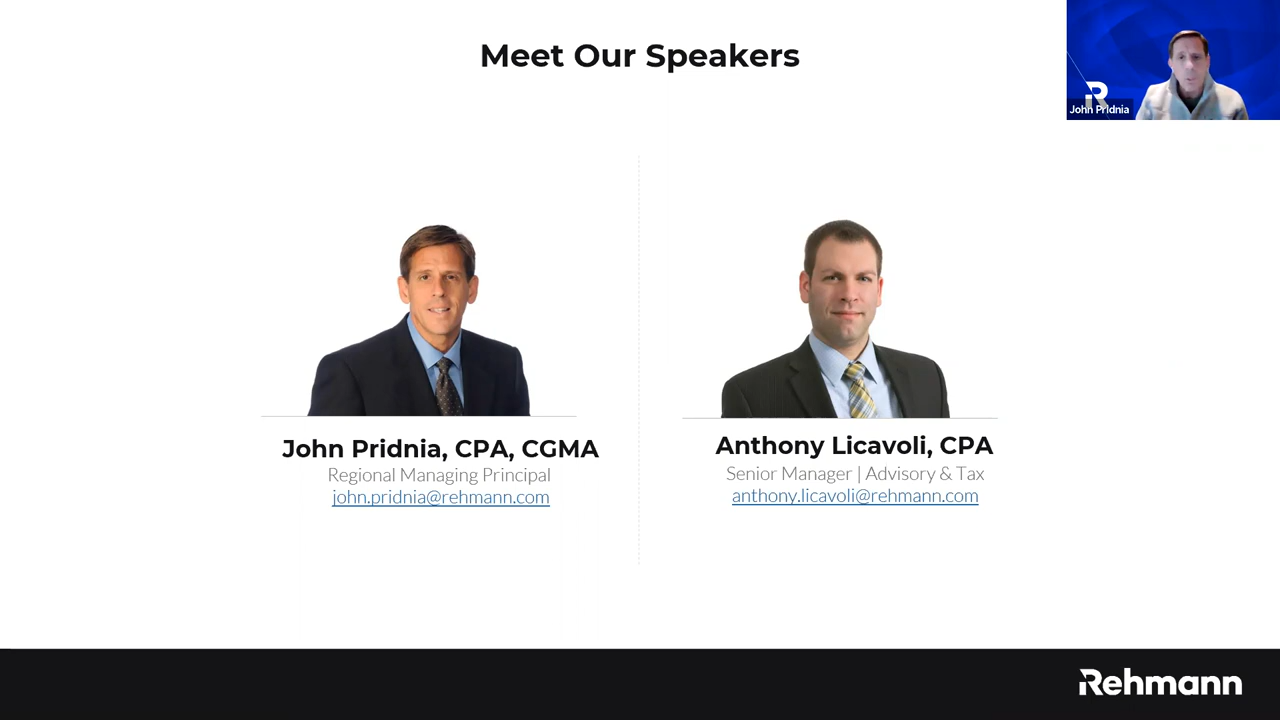 Meet Our Speakers
John Pridnia
John Pridnia, CPA, CGMA
Regional Managing Principal
john.pridnia@rehmann.com
Anthony Licavoli, CPA
Senior Manager | Advisory & Tax
anthony.licavoli@rehmann.com
Rehmann